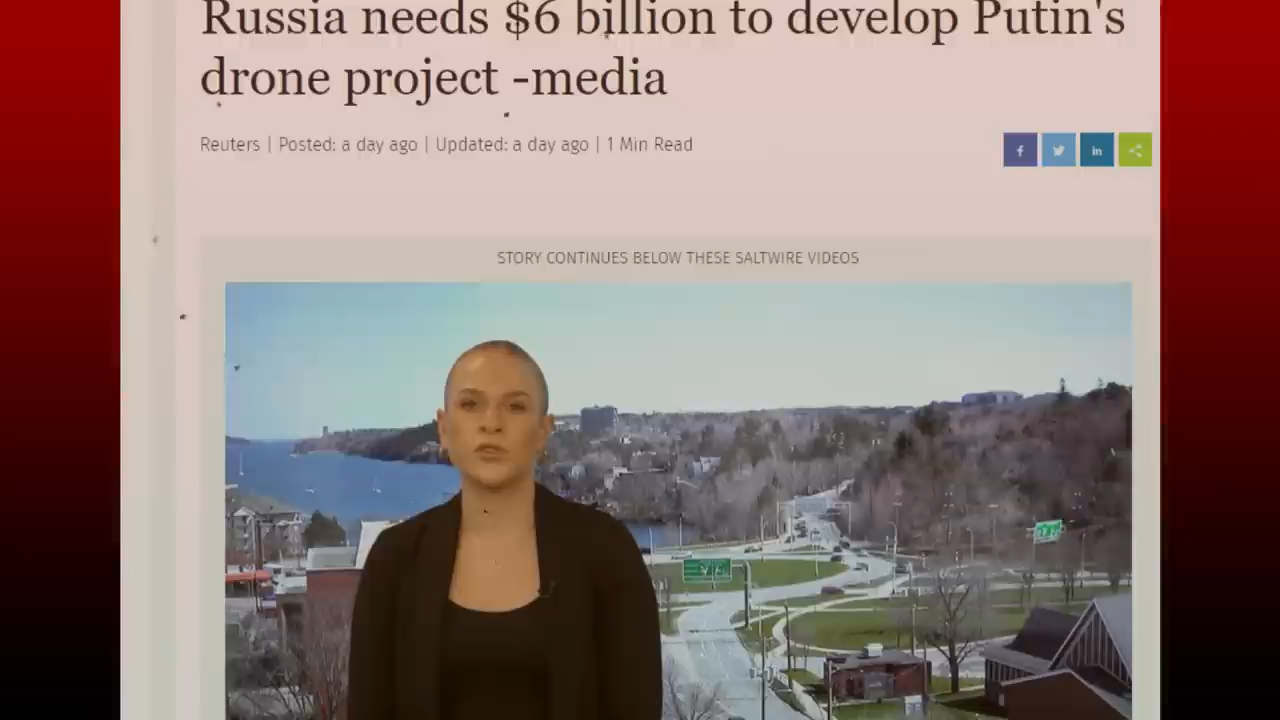 Russia needs $6 billion to develop Putin's
drone project -media
Reuters | Posted: a day ago | Updated: a day ago | 1 Min Read
f
in
STORY CONTINUES BELOW THESE SALTWIRE VIDEOS